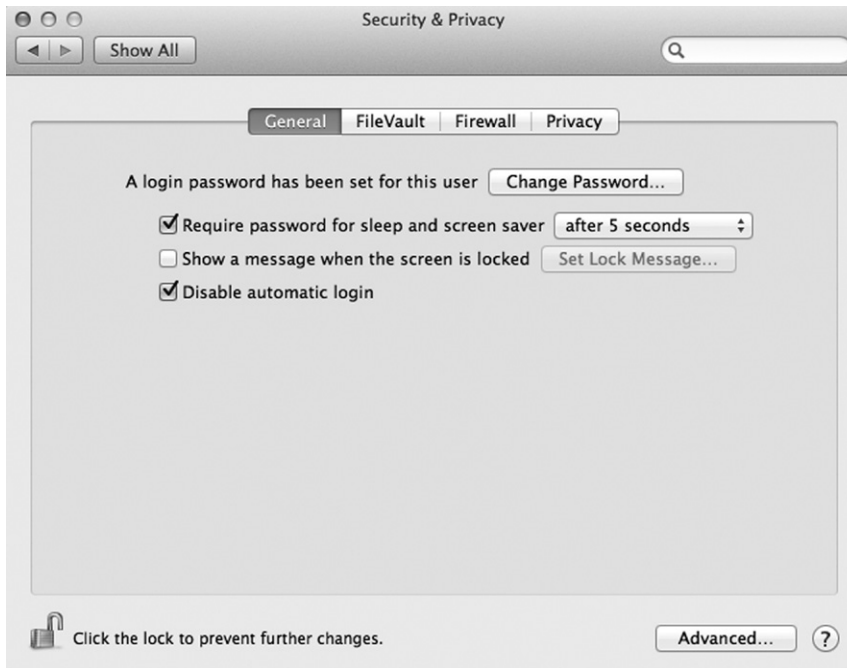 Security & Privacy
Show All
General FileVault Firewall Privacy
A login password has been set for this user Change Password...
Require password for sleep and screen saver after 5 seconds
Show a message when the screen is locked Set Lock Message...
Disable automatic login
Click the lock to prevent further changes. Advanced... ?